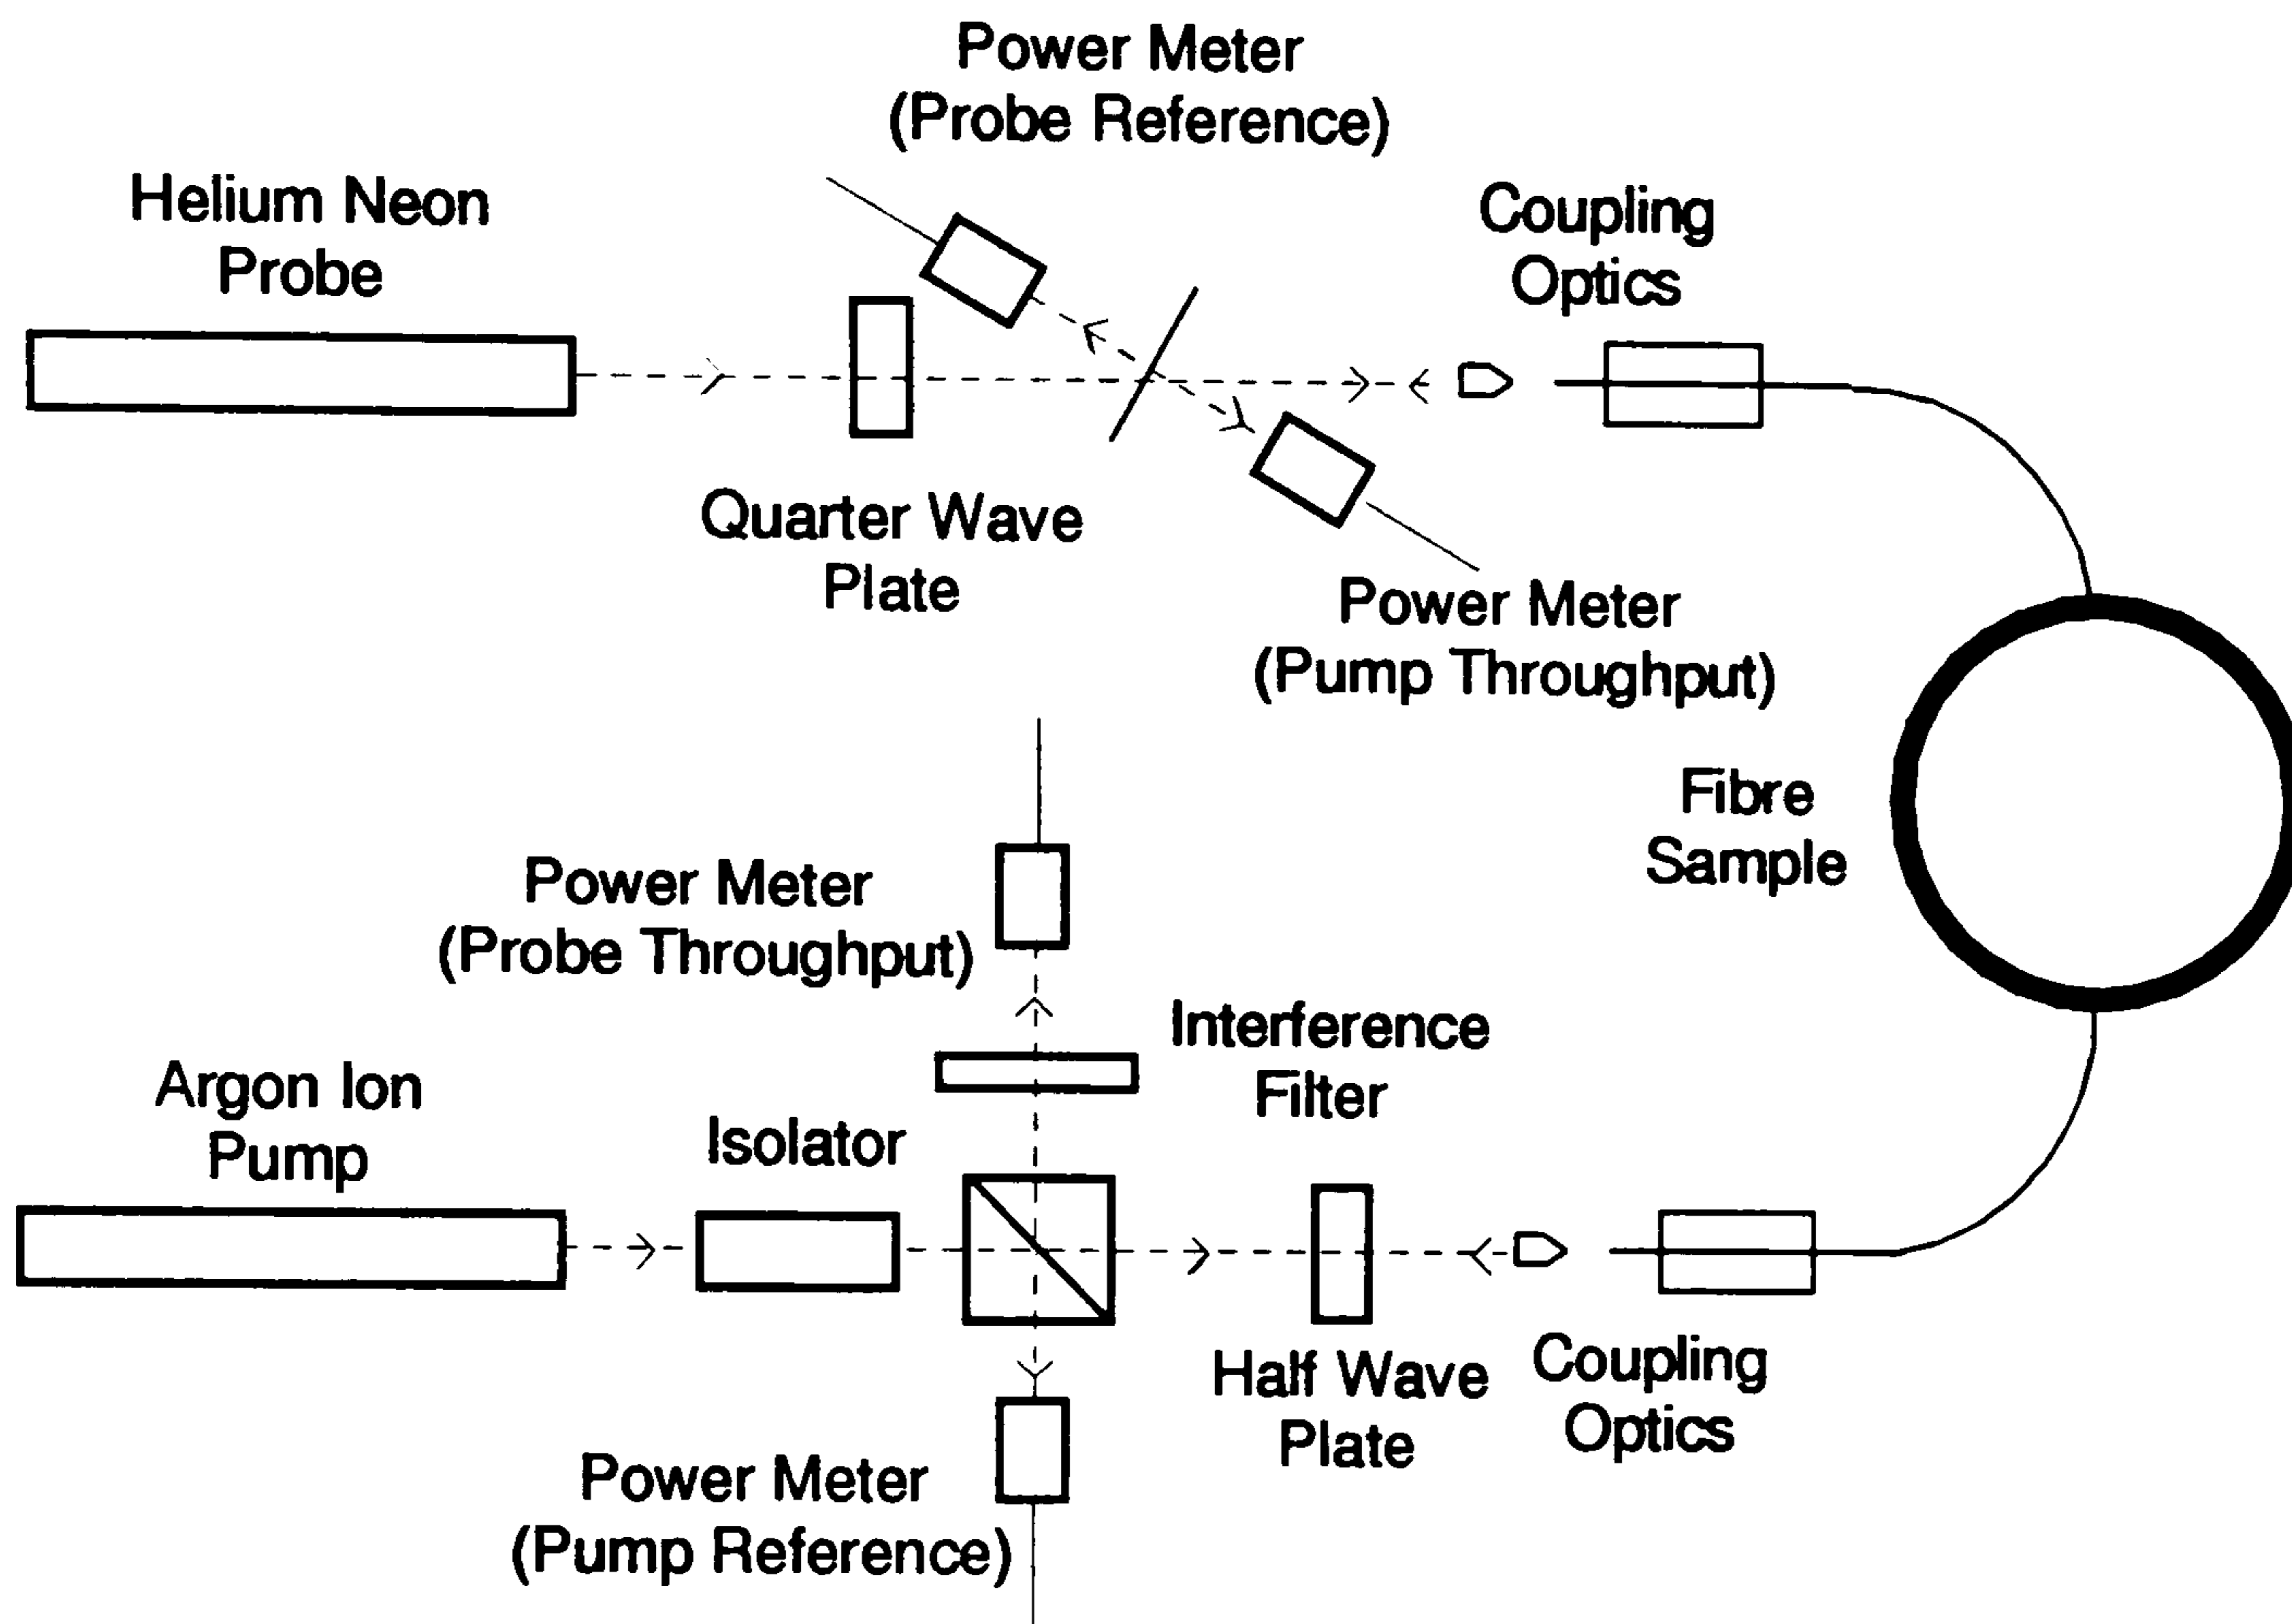 Power Meter
(Probe Reference)
Helium Neon
Probe
Coupling
Optics
Quarter Wave
Plate
Power Meter
(Pump Throughput)
Fibre
Sample
Power Meter
(Probe Throughput)
Interference
Filter
Argon Ion
Pump
Isolator
Half Wave
Plate
Coupling
Optics
Power Meter
(Pump Reference)